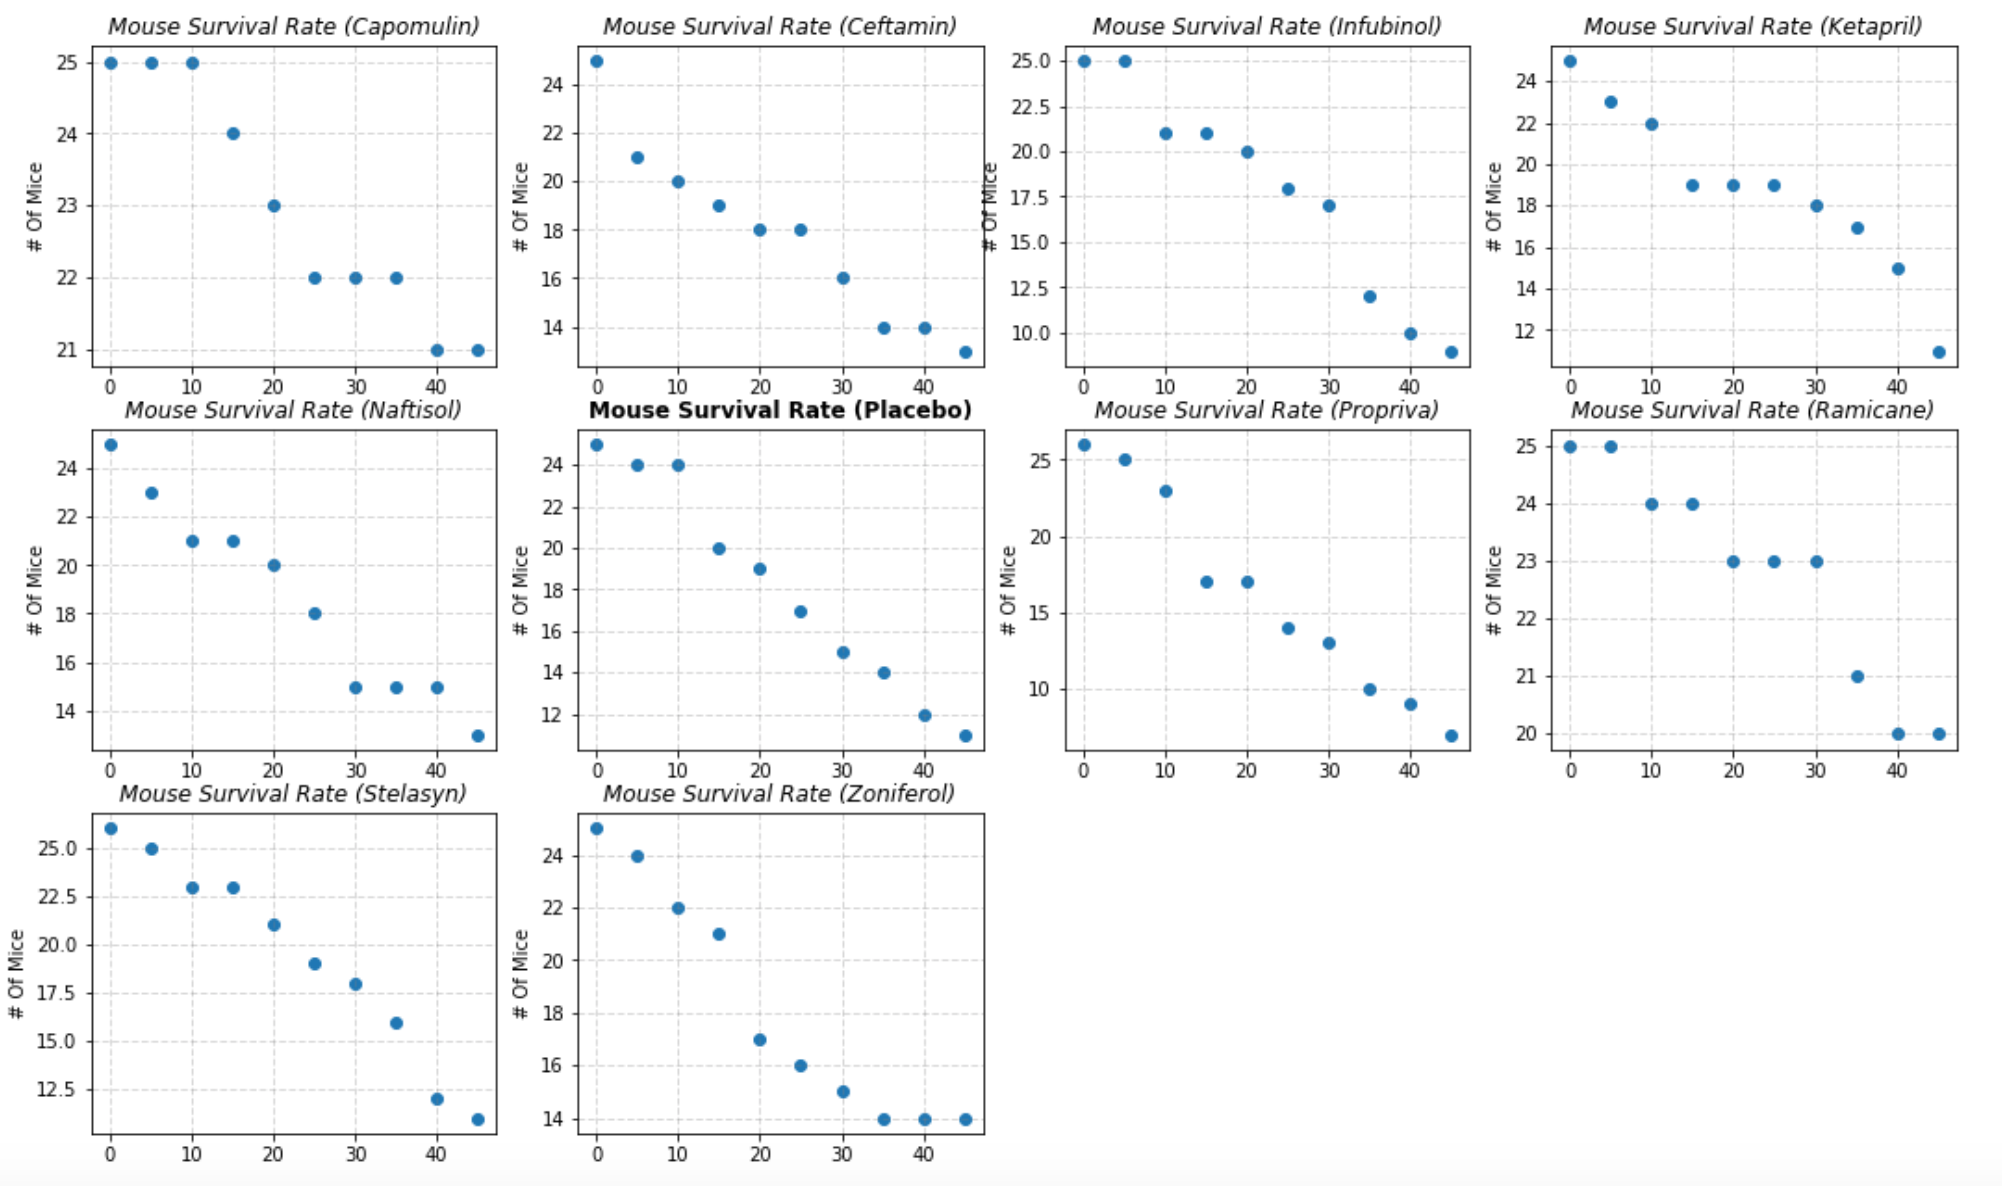 Mouse Survival Rate (Capomulin)
25
24
23
22
21
# Of Mice
0 10 20 30 40
Mouse Survival Rate (Ceftamin)
24
22
20
18
16
14
# Of Mice
0 10 20 30 40
Mouse Survival Rate (Infubinol)
25.0
22.5
20.0
17.5
15.0
12.5
10.0
# Of Mice
0 10 20 30 40
Mouse Survival Rate (Ketapril)
24
22
20
18
16
14
12
# Of Mice
0 10 20 30 40
Mouse Survival Rate (Naftisol)
24
22
20
18
16
14
# Of Mice
0 10 20 30 40
Mouse Survival Rate (Placebo)
24
22
20
18
16
14
12
# Of Mice
0 10 20 30 40
Mouse Survival Rate (Propriva)
25
20
15
10
# Of Mice
0 10 20 30 40
Mouse Survival Rate (Ramicane)
25
24
23
22
21
20
# Of Mice
0 10 20 30 40
Mouse Survival Rate (Stelasyn)
25.0
22.5
20.0
17.5
15.0
12.5
# Of Mice
0 10 20 30 40
Mouse Survival Rate (Zoniferol)
24
22
20
18
16
14
# Of Mice
0 10 20 30 40